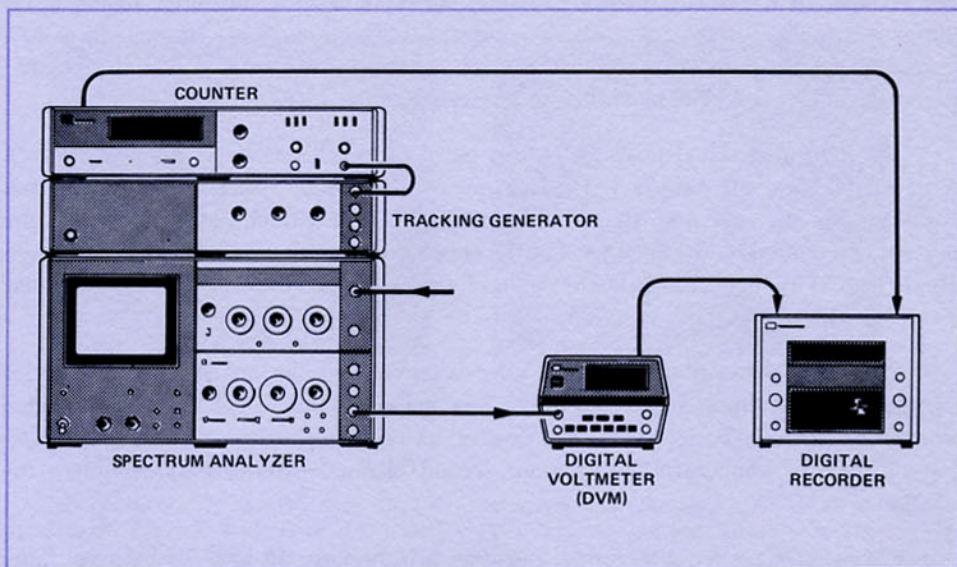 COUNTER
TRACKING GENERATOR
SPECTRUM ANALYZER
DIGITAL
VOLTMETER
(DVM)
DIGITAL
RECORDER